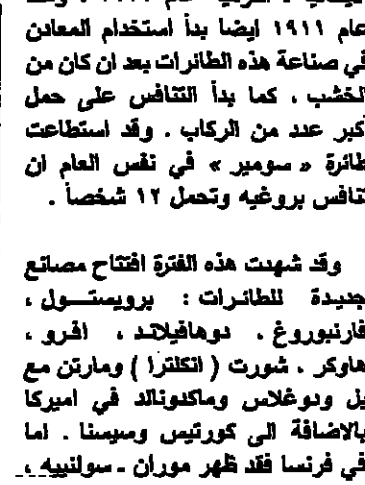 عام ١٩١١ ايضا بدأ استخدام المعادن
في صناعة هذه الطائرات بعد ان كان من
الخشب ، كما بدأ التنافس على حمل
أكبر عدد من الركاب . وقد استطاعت
طائرة « سومير » في نفس العام ان
تنافس بروغيه وتحمل ١٢ شخصاً .
وقد شهدت هذه الفترة افتتاح مصانع
جديدة للطائرات : برويستول ،
فارنبوروغ . دوهافيلاند ، افرو ،
هاوكر . شورت ( انكلترا ) ومارتن مع
بل ودوغلاس وماكدونالد في اميركا
بالاضافة الى كورتيس وسيسنا . اما
في فرنسا فقد ظهر موران ـ سولنييه ،